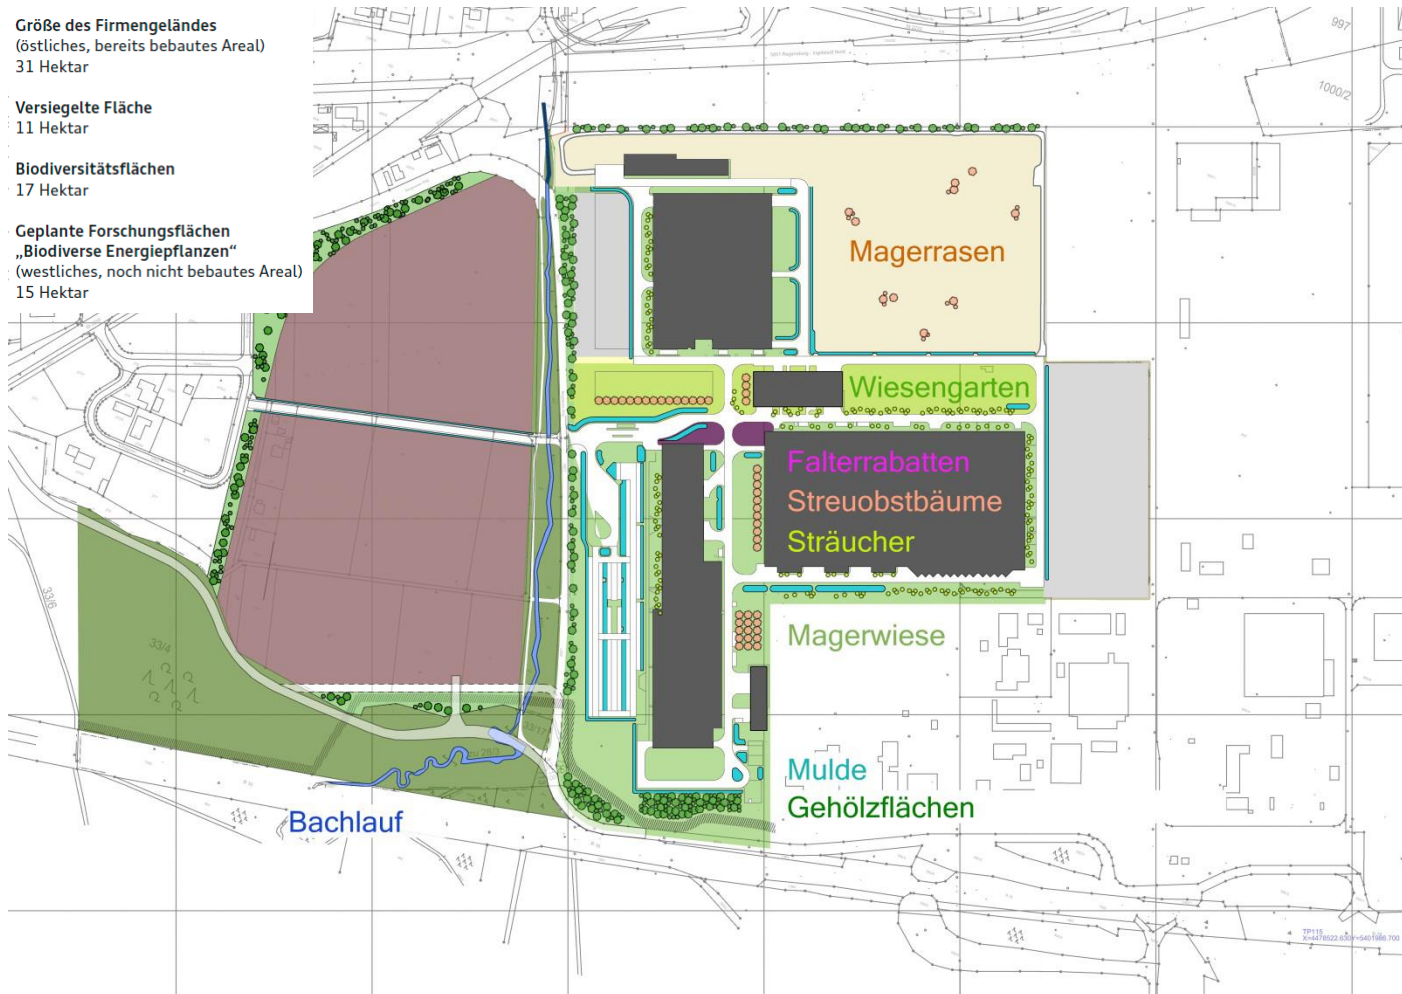 Größe des Firmengeländes
(östliches, bereits bebautes Areal)
31 Hektar
Versiegelte Fläche
11 Hektar
Biodiversitätsflächen
17 Hektar
Geplante Forschungsflächen
„Biodiverse Energiepflanzen“
(westliches, noch nicht bebautes Areal)
15 Hektar
997
1000/2
Magerrasen
Wiesengarten
Falterrabatten
Streuobstbäume
Sträucher
33/6
33/4
Magerwiese
Mulde
Gehölzflächen
Bachlauf
TP115